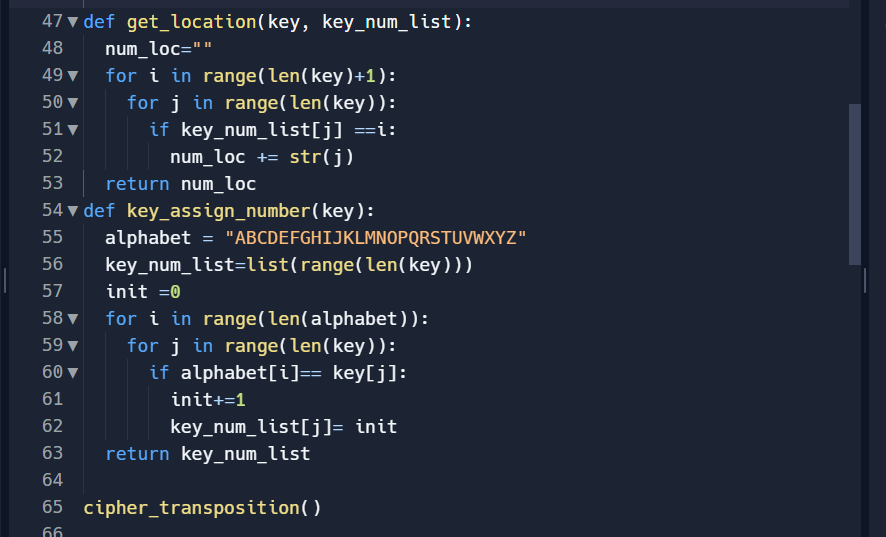 47 ▼ def get_location(key, key_num_list):
48 num_loc=""
49 ▼ for i in range(len(key)+1):
50 ▼ for j in range(len(key)):
51 ▼ if key_num_list[j] ==i:
52 num_loc += str(j)
53 return num_loc
54 ▼ def key_assign_number(key):
55 alphabet = "ABCDEFGHIJKLMNOPQRSTUVWXYZ"
56 key_num_list=list(range(len(key)))
57 init =0
58 ▼ for i in range(len(alphabet)):
59 ▼ for j in range(len(key)):
60 ▼ if alphabet[i]== key[j]:
61 init+=1
62 key_num_list[j]= init
63 return key_num_list
64
65 cipher_transposition()
66